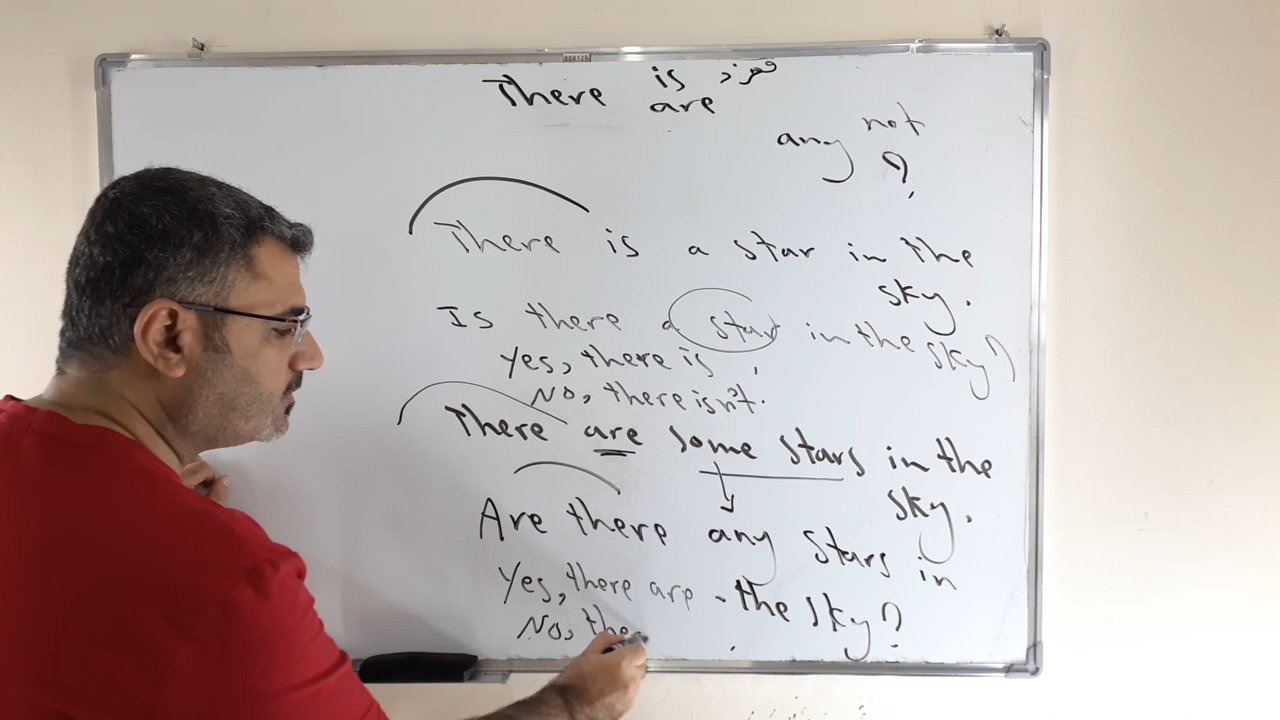 80X120
There is مفرد
are
any not
?
There is a star in the
sky.
Is there a star in the sky?
Yes, there is.
No, there isn't.
There are some stars in the
sky.
Are there any stars in
the sky?
Yes, there are.
No, the